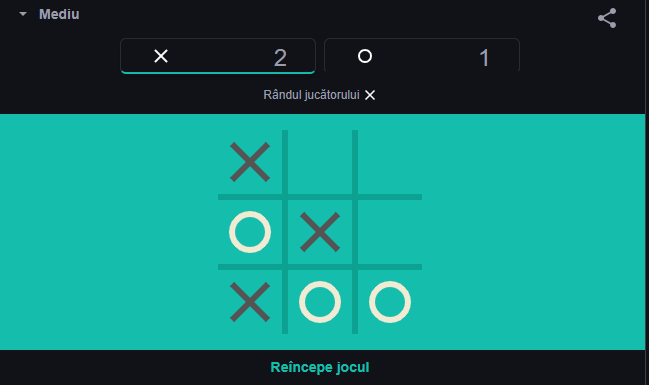 Mediu
2
1
Rândul jucătorului
Reîncepe jocul